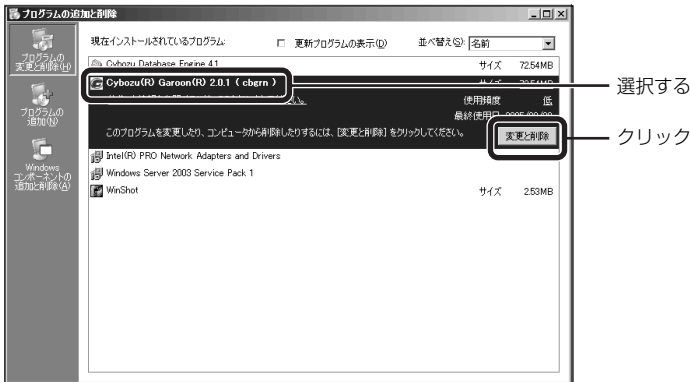 プログラムの追加と削除
現在インストールされているプログラム:
更新プログラムの表示(D)
並べ替え(S): 名前
プログラムの
変更と削除(H)
プログラムの
追加(N)
Windows
コンポーネントの
追加と削除(A)
Cybozu Database Engine 4.1
サイズ 72.54MB
Cybozu(R) Garoon(R) 2.0.1 ( cbgrn )
サイズ
使用頻度 低
最終使用日
このプログラムを変更したり、コンピュータから削除したりするには、[変更と削除] をクリックしてください。
変更と削除
Intel(R) PRO Network Adapters and Drivers
Windows Server 2003 Service Pack 1
WinShot
サイズ 2.53MB
選択する
クリック